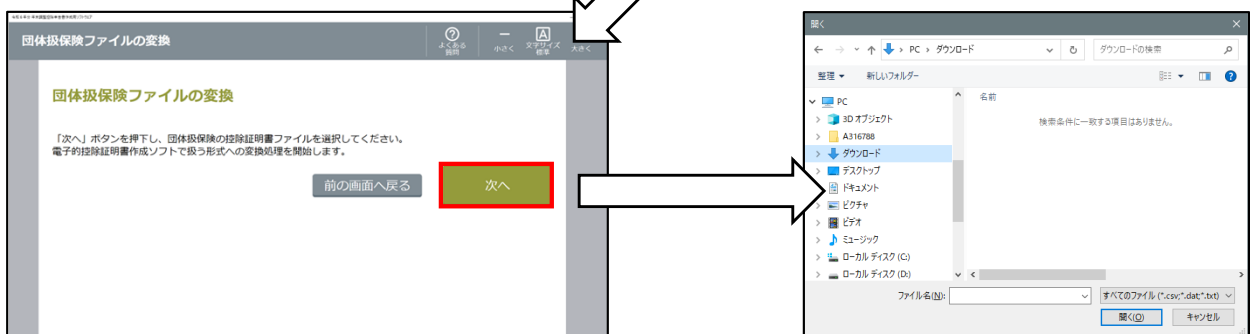 団体扱保険ファイルの変換
よくある
質問
小さく
A
文字サイズ
標準
大きく
団体扱保険ファイルの変換
「次へ」ボタンを押下し、団体扱保険の控除証明書ファイルを選択してください。
電子的控除証明書作成ソフトで扱う形式への変換処理を開始します。
前の画面へ戻る
次へ
開く
PC › ダウンロード
ダウンロードの検索
整理
新しいフォルダー
PC
3D オブジェクト
A316788
ダウンロード
デスクトップ
ドキュメント
ピクチャ
ビデオ
ミュージック
ローカル ディスク (C:)
ローカル ディスク (D:)
名前
検索条件に一致する項目はありません。
ファイル名(N):
すべてのファイル (*.csv;*.dat;*.txt)
開く(O)
キャンセル